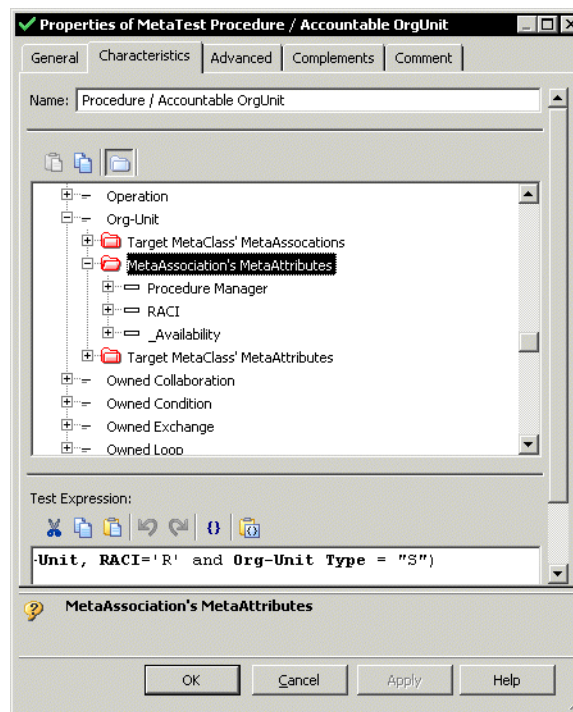 Properties of MetaTest Procedure / Accountable OrgUnit
General Characteristics Advanced Complements Comment
Name: Procedure / Accountable OrgUnit
Operation
Org-Unit
Target MetaClass' MetaAssocations
MetaAssociation's MetaAttributes
Procedure Manager
RACI
_Availability
Target MetaClass' MetaAttributes
Owned Collaboration
Owned Condition
Owned Exchange
Owned Loop
Test Expression:
-Unit, RACI='R' and Org-Unit Type = "S")
MetaAssociation's MetaAttributes
OK Cancel Apply Help